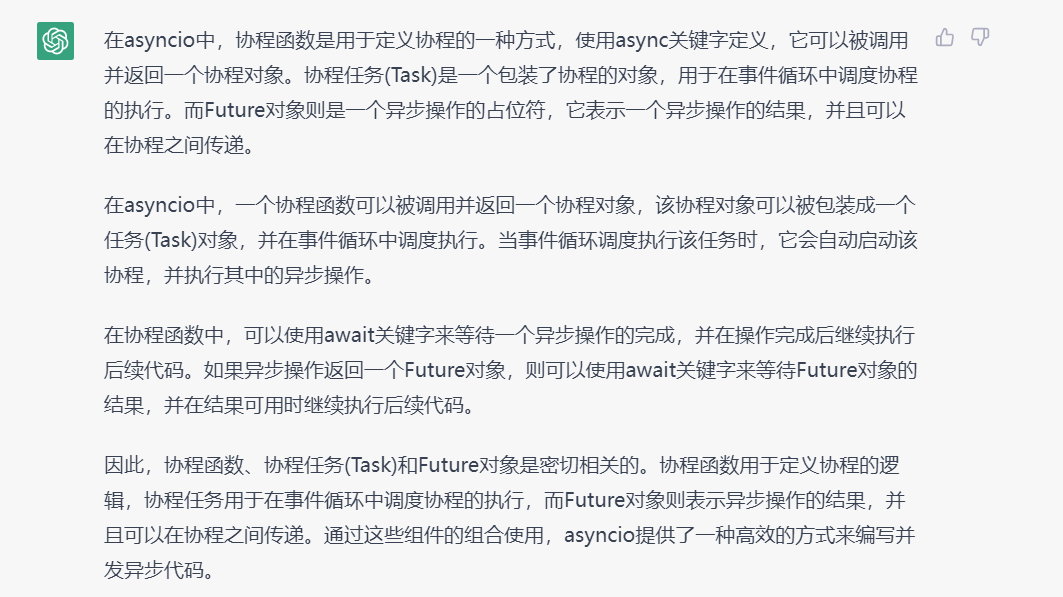 在asyncio中，协程函数是用于定义协程的一种方式，使用async关键字定义，它可以被调用
并返回一个协程对象。协程任务(Task)是一个包装了协程的对象，用于在事件循环中调度协程
的执行。而Future对象则是一个异步操作的占位符，它表示一个异步操作的结果，并且可以
在协程之间传递。
在asyncio中，一个协程函数可以被调用并返回一个协程对象，该协程对象可以被包装成一个
任务(Task)对象，并在事件循环中调度执行。当事件循环调度执行该任务时，它会自动启动该
协程，并执行其中的异步操作。
在协程函数中，可以使用await关键字来等待一个异步操作的完成，并在操作完成后继续执行
后续代码。如果异步操作返回一个Future对象，则可以使用await关键字来等待Future对象的
结果，并在结果可用时继续执行后续代码。
因此，协程函数、协程任务(Task)和Future对象是密切相关的。协程函数用于定义协程的逻
辑，协程任务用于在事件循环中调度协程的执行，而Future对象则表示异步操作的结果，并
且可以在协程之间传递。通过这些组件的组合使用，asyncio提供了一种高效的方式来编写并
发异步代码。